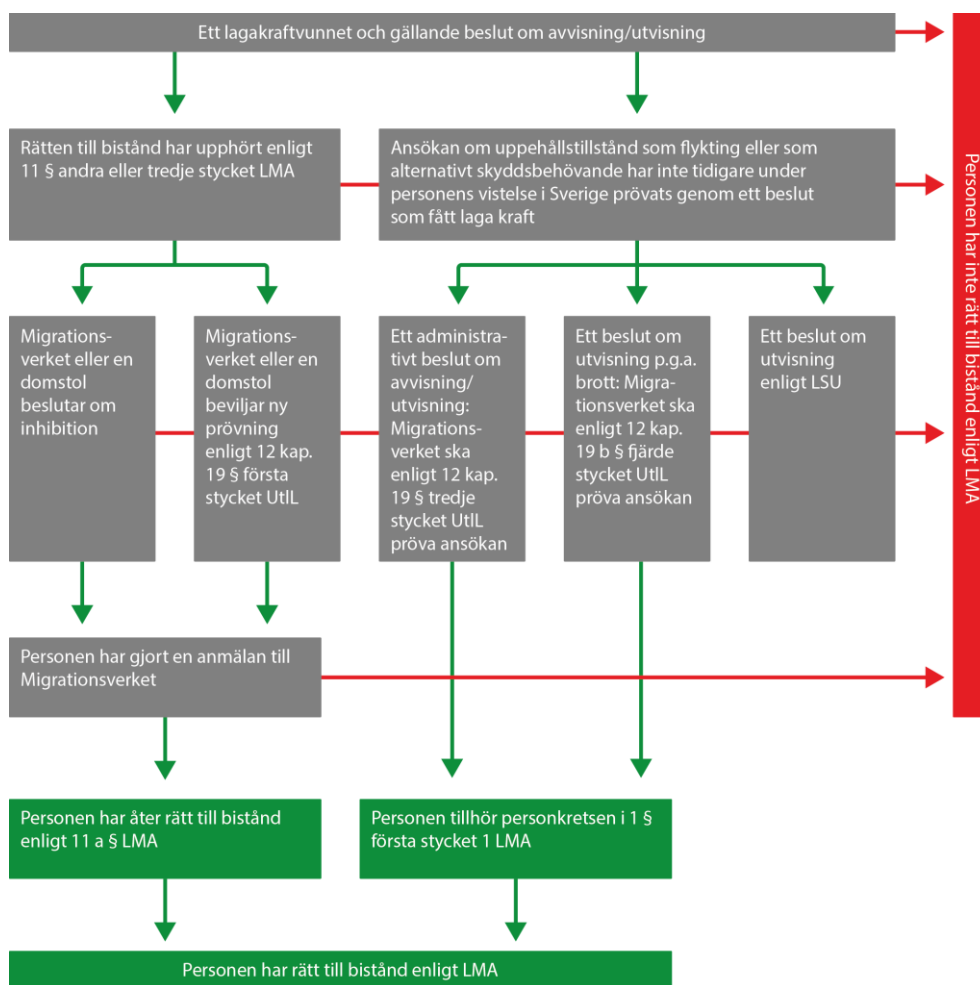 Ett lagakraftvunnet och gällande beslut om avvisning/utvisning
Rätten till bistånd har upphört enligt
11 § andra eller tredje stycket LMA
Ansökan om uppehållstillstånd som flykting eller som
alternativt skyddsbehövande har inte tidigare under
personens vistelse i Sverige prövats genom ett beslut
som fått laga kraft
Migrations-
verket eller en
domstol
beslutar om
inhibition
Migrations-
verket eller en
domstol
beviljar ny
prövning
enligt 12 kap.
19 § första
stycket UtlL
Ett administra-
tivt beslut om
avvisning/
utvisning:
Migrations-
verket ska
enligt 12 kap.
19 § tredje
stycket UtlL
pröva ansökan
Ett beslut om
utvisning p.g.a.
brott: Migra-
tionsverket ska
enligt 12 kap.
19 b § fjärde
stycket UtlL
pröva ansökan
Ett beslut om
utvisning
enligt LSU
Personen har inte rätt till bistånd enligt LMA
Personen har gjort en anmälan till
Migrationsverket
Personen har åter rätt till bistånd
enligt 11 a § LMA
Personen tillhör personkretsen i 1 §
första stycket 1 LMA
Personen har rätt till bistånd enligt LMA